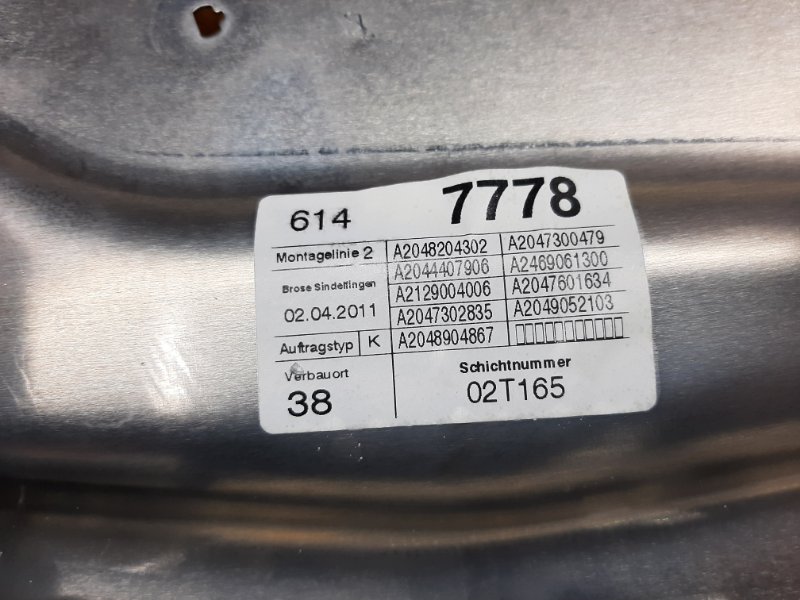 614 7778
Montagelinie 2 A2048204302 A2047300479
A2044407906 A2469061300
Brose Sindelfingen A2129004006 A2047601634
02.04.2011 A2047302835 A2049052103
Auftragstyp K A2048904867
Verbauort Schichtnummer
38 02T165